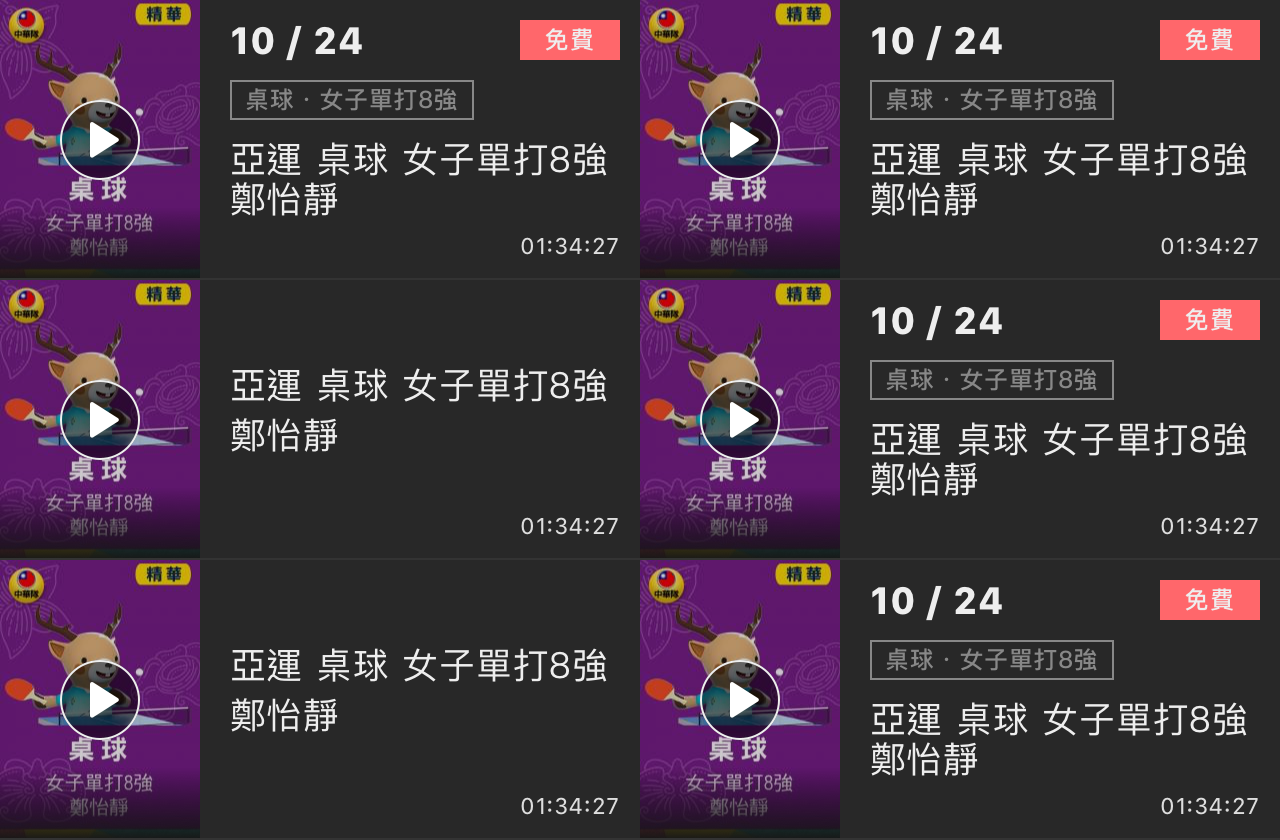 中華隊
精華
桌球
女子單打8強
鄭怡靜
10 / 24
免費
桌球 · 女子單打8強
亞運 桌球 女子單打8強
鄭怡靜
01:34:27
中華隊
精華
桌球
女子單打8強
鄭怡靜
10 / 24
免費
桌球 · 女子單打8強
亞運 桌球 女子單打8強
鄭怡靜
01:34:27
中華隊
精華
桌球
女子單打8強
鄭怡靜
亞運 桌球 女子單打8強
鄭怡靜
01:34:27
中華隊
精華
桌球
女子單打8強
鄭怡靜
10 / 24
免費
桌球 · 女子單打8強
亞運 桌球 女子單打8強
鄭怡靜
01:34:27
中華隊
精華
桌球
女子單打8強
鄭怡靜
亞運 桌球 女子單打8強
鄭怡靜
01:34:27
中華隊
精華
桌球
女子單打8強
鄭怡靜
10 / 24
免費
桌球 · 女子單打8強
亞運 桌球 女子單打8強
鄭怡靜
01:34:27